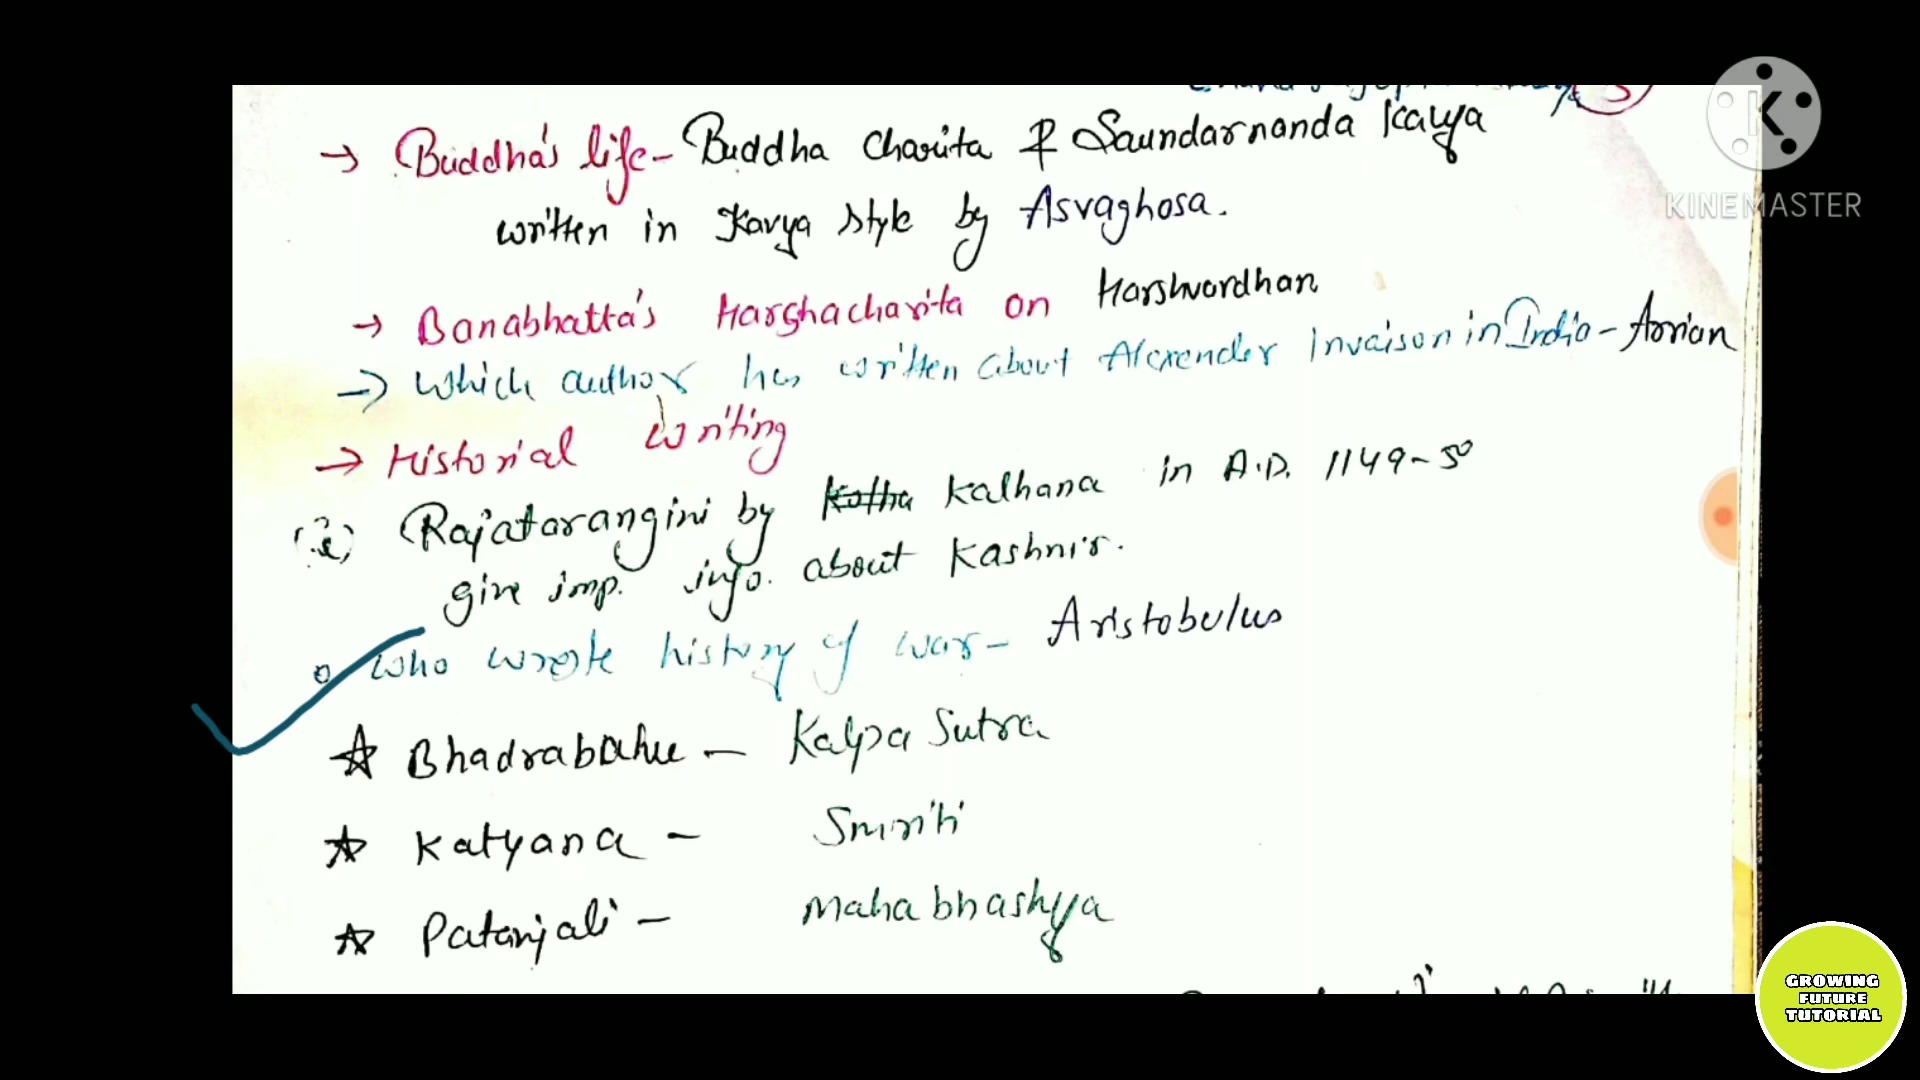 → Buddha's life - Buddha Charita & Saundarnanda Kavya
written in Kavya style by Asvaghosa.
→ Banabhatta's Harshacharita on Harshvardhan
→ Which author has written about Alexender Invaison in India - Arrian
→ Historial writing
(i) Rajatarangini by Kalhana in A.D. 1149-50
give imp. info. about Kashmir.
Who wrote history of war - Aristobulus
☆ Bhadrabahu - Kalpa Sutra
☆ Katyana - Smriti
☆ Patanjali - Mahabhashya
K
KINEMASTER
GROWING
FUTURE
TUTORIAL